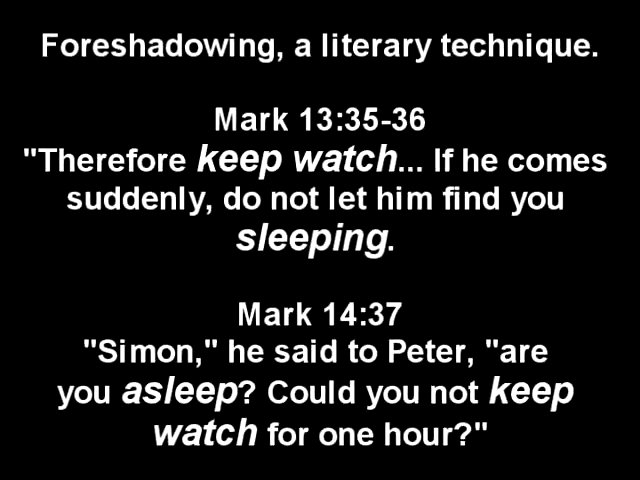 Foreshadowing, a literary technique.
Mark 13:35-36
"Therefore keep watch... If he comes
suddenly, do not let him find you
sleeping.
Mark 14:37
"Simon," he said to Peter, "are
you asleep? Could you not keep
watch for one hour?"